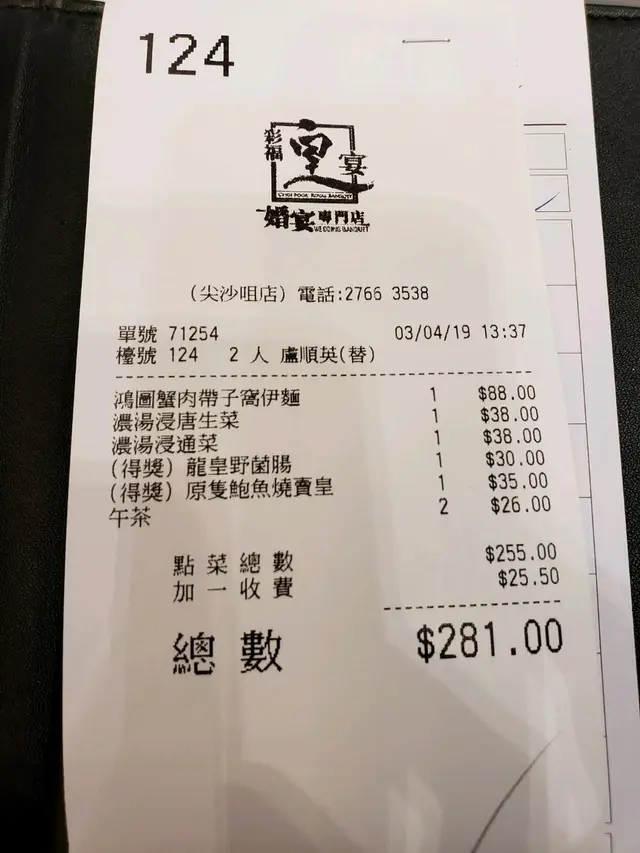 124
彩福
皇
宴
CHOI FOOK ROYAL BANQUET
婚宴專門店
WEDDING BANQUET
(尖沙咀店) 電話:2766 3538
單號 71254 03/04/19 13:37
檯號 124 2 人 盧順英(替)
鴻圖蟹肉帶子窩伊麵 1 $88.00
濃湯浸唐生菜 1 $38.00
濃湯浸通菜 1 $38.00
(得獎) 龍皇野菌腸 1 $30.00
(得獎) 原隻鮑魚燒賣皇 1 $35.00
午茶 2 $26.00
點菜總數 $255.00
加一收費 $25.50
總數 $281.00